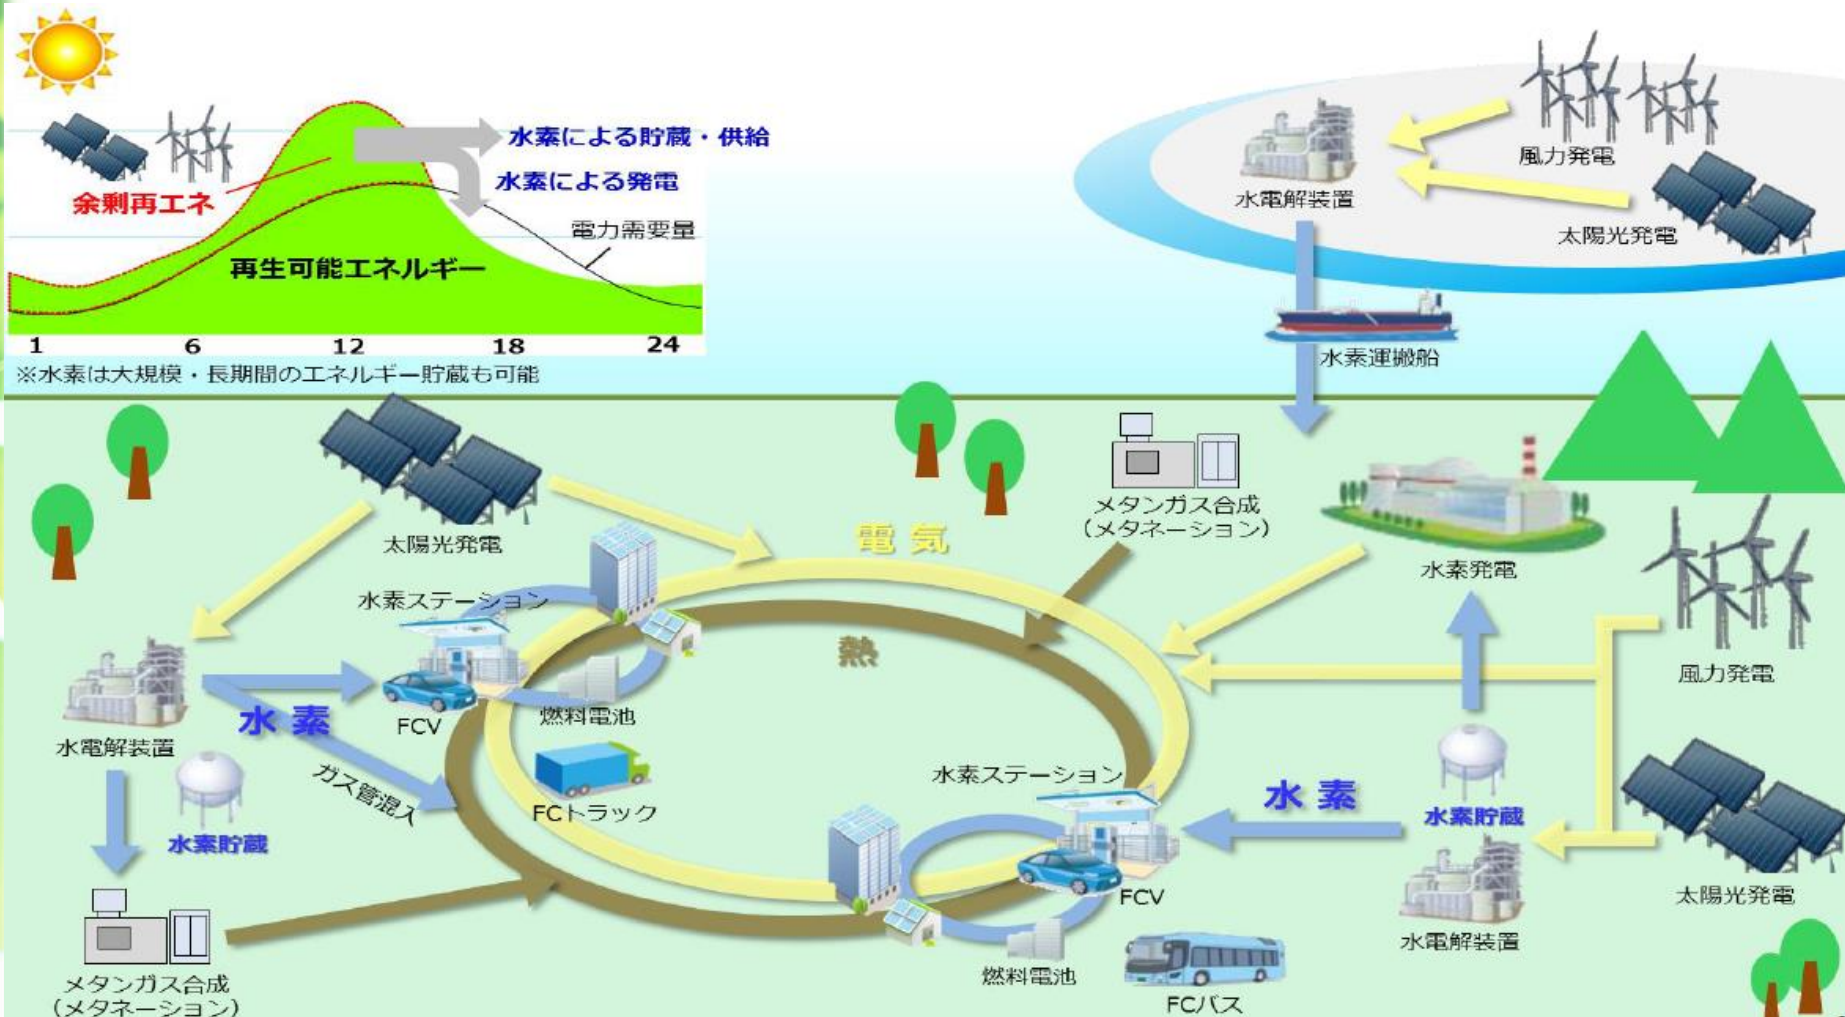 水素による貯蔵・供給
水素による発電
余剰再エネ
電力需要量
再生可能エネルギー
1 6 12 18 24
※水素は大規模・長期間のエネルギー貯蔵も可能
風力発電
水電解装置
太陽光発電
水素運搬船
太陽光発電
電気
メタンガス合成
(メタネーション)
水素発電
水素ステーション
熱
風力発電
FCV
燃料電池
水素
水電解装置
ガス管混入
水素貯蔵
FCトラック
水素ステーション
水素
水素貯蔵
FCV
太陽光発電
水電解装置
メタンガス合成
(メタネーション)
燃料電池
FCバス